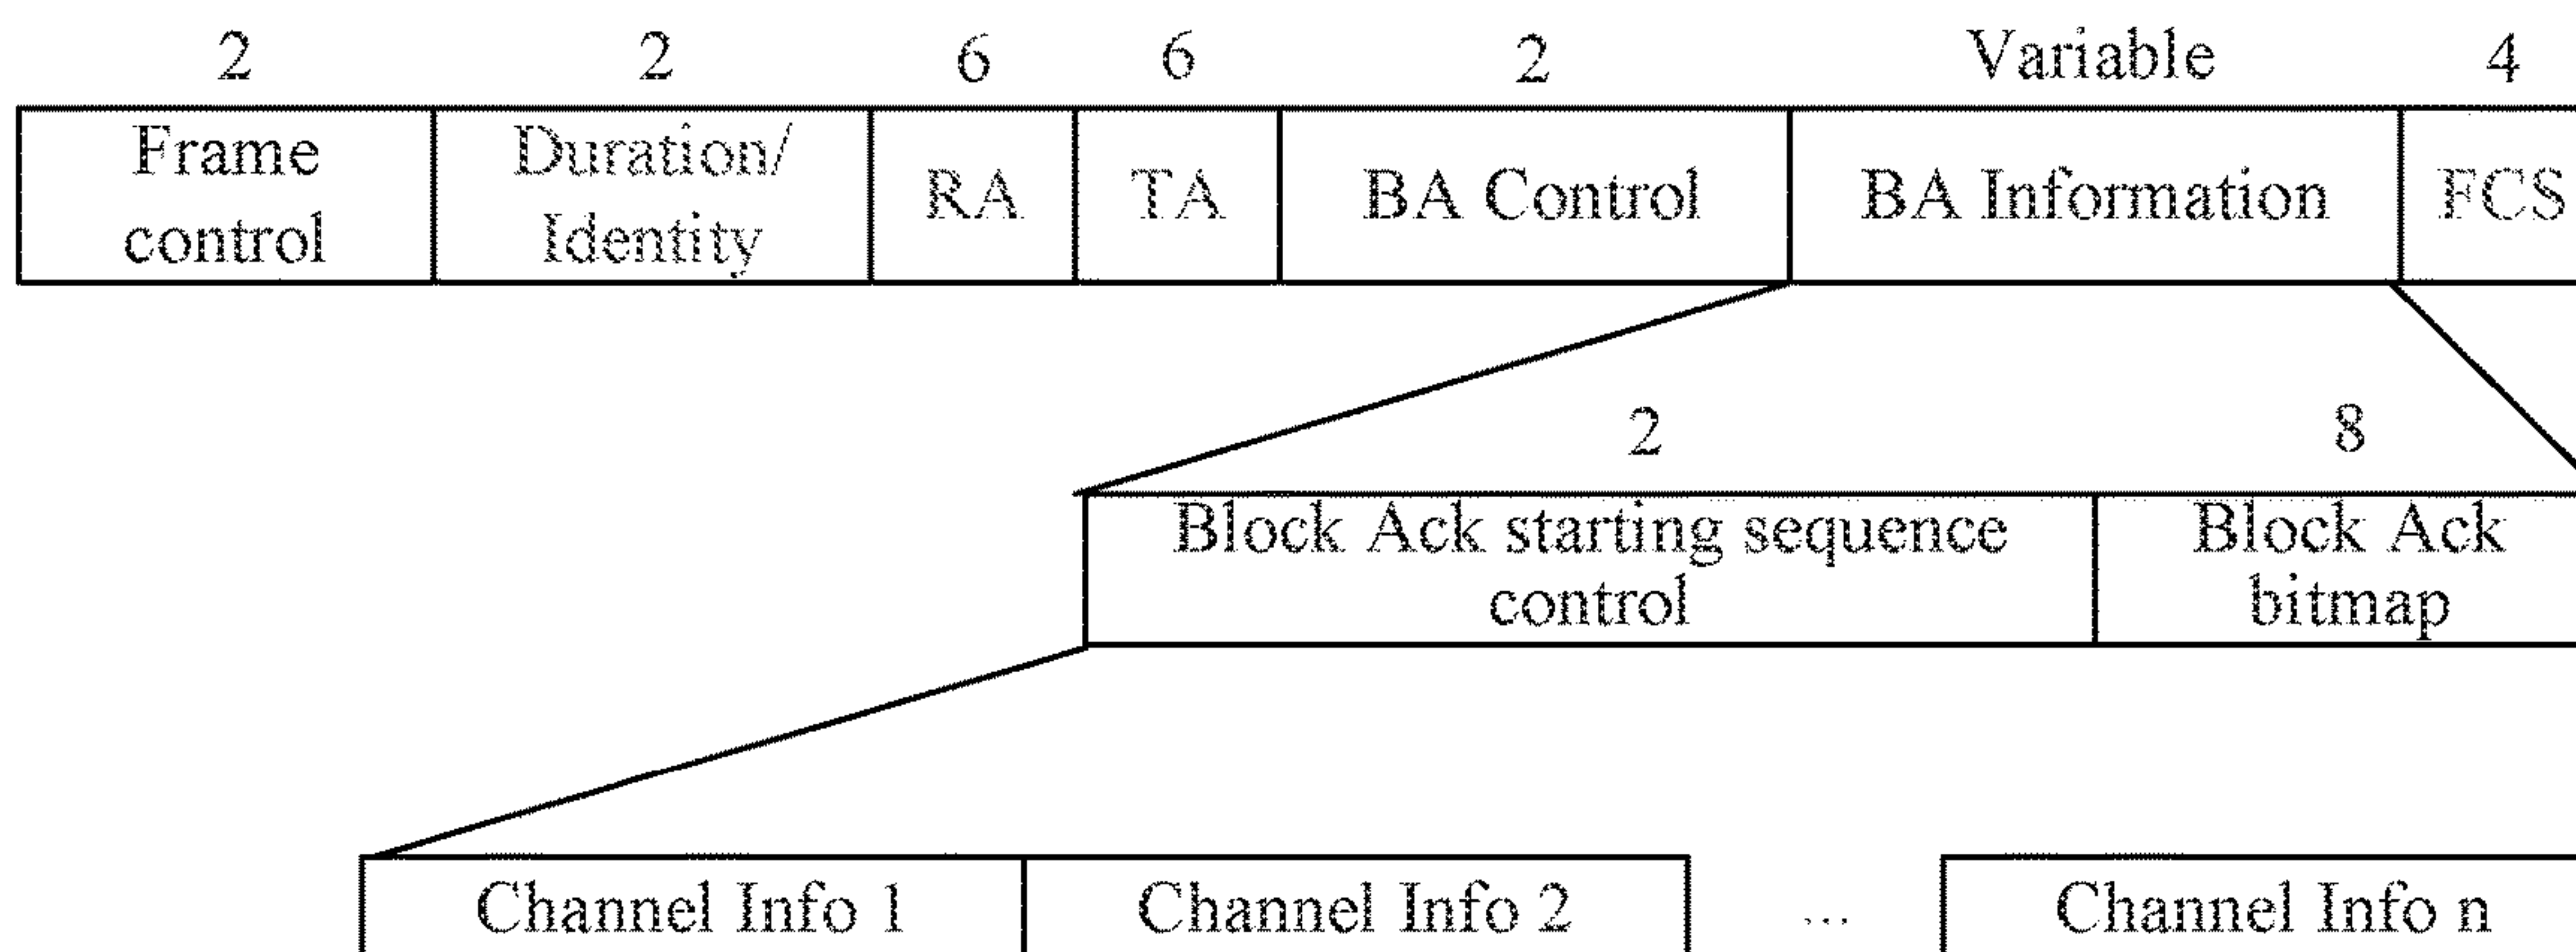 2 2 6 6 2 Variable 4
Frame control Duration/ Identity RA TA BA Control BA Information FCS
2 8
Block Ack starting sequence control Block Ack bitmap
Channel Info 1 Channel Info 2 ... Channel Info n